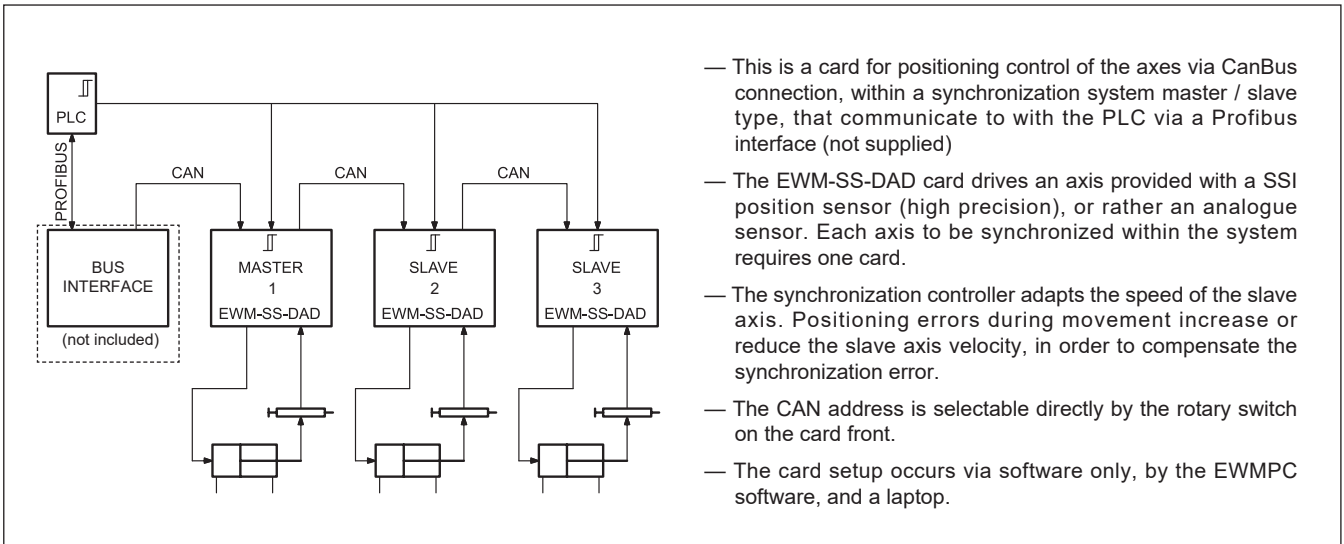 PLC
PROFIBUS
CAN
CAN
CAN
BUS
INTERFACE
(not included)
MASTER
1
EWM-SS-DAD
SLAVE
2
EWM-SS-DAD
SLAVE
3
EWM-SS-DAD
— This is a card for positioning control of the axes via CanBus
connection, within a synchronization system master / slave
type, that communicate to with the PLC via a Profibus
interface (not supplied)
— The EWM-SS-DAD card drives an axis provided with a SSI
position sensor (high precision), or rather an analogue
sensor. Each axis to be synchronized within the system
requires one card.
— The synchronization controller adapts the speed of the slave
axis. Positioning errors during movement increase or
reduce the slave axis velocity, in order to compensate the
synchronization error.
— The CAN address is selectable directly by the rotary switch
on the card front.
— The card setup occurs via software only, by the EWMPC
software, and a laptop.